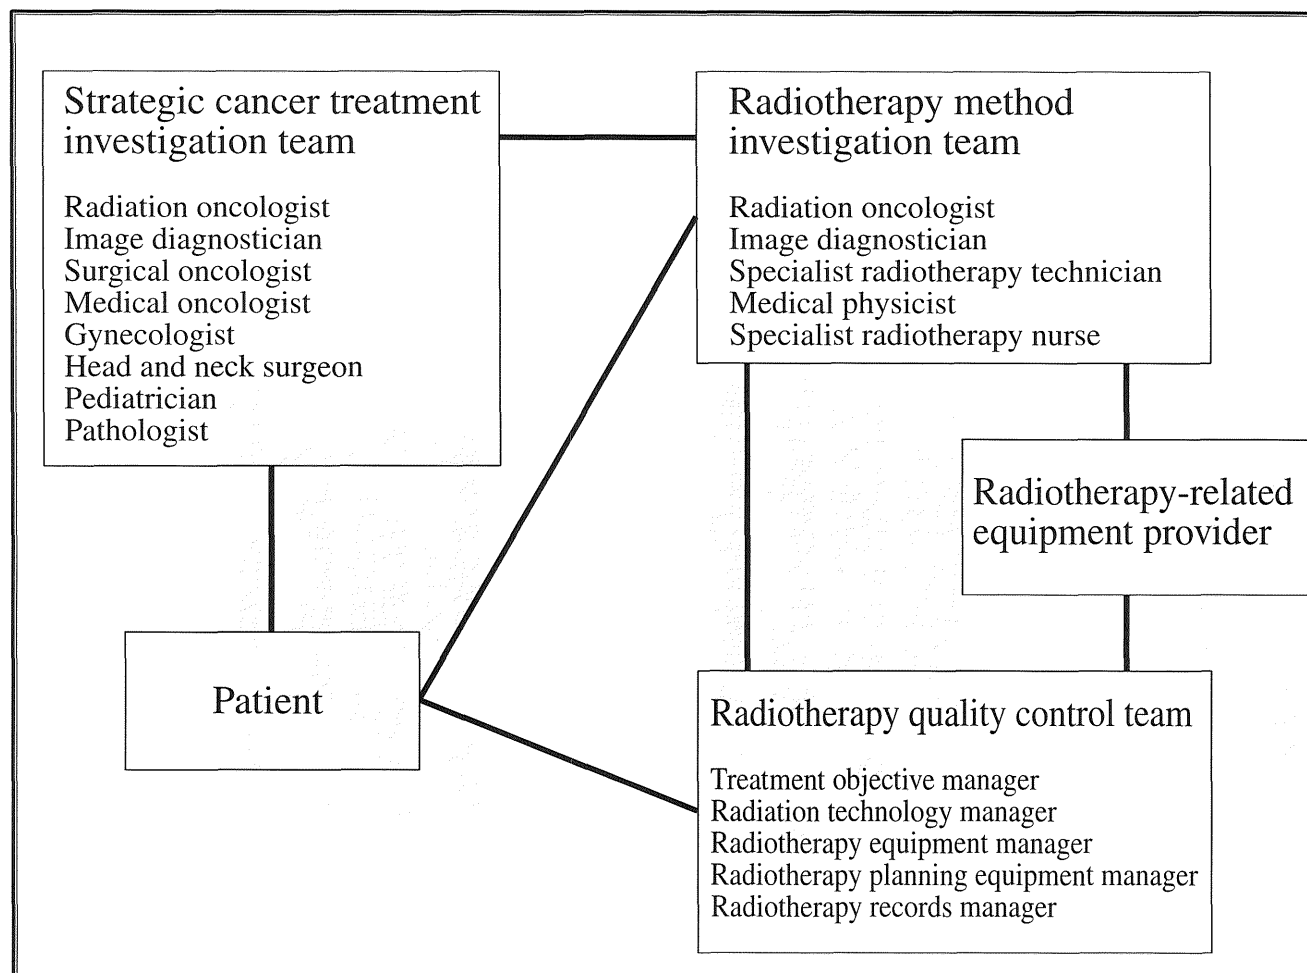 Strategic cancer treatment
investigation team
Radiation oncologist
Image diagnostician
Surgical oncologist
Medical oncologist
Gynecologist
Head and neck surgeon
Pediatrician
Pathologist
Radiotherapy method
investigation team
Radiation oncologist
Image diagnostician
Specialist radiotherapy technician
Medical physicist
Specialist radiotherapy nurse
Radiotherapy-related
equipment provider
Patient
Radiotherapy quality control team
Treatment objective manager
Radiation technology manager
Radiotherapy equipment manager
Radiotherapy planning equipment manager
Radiotherapy records manager